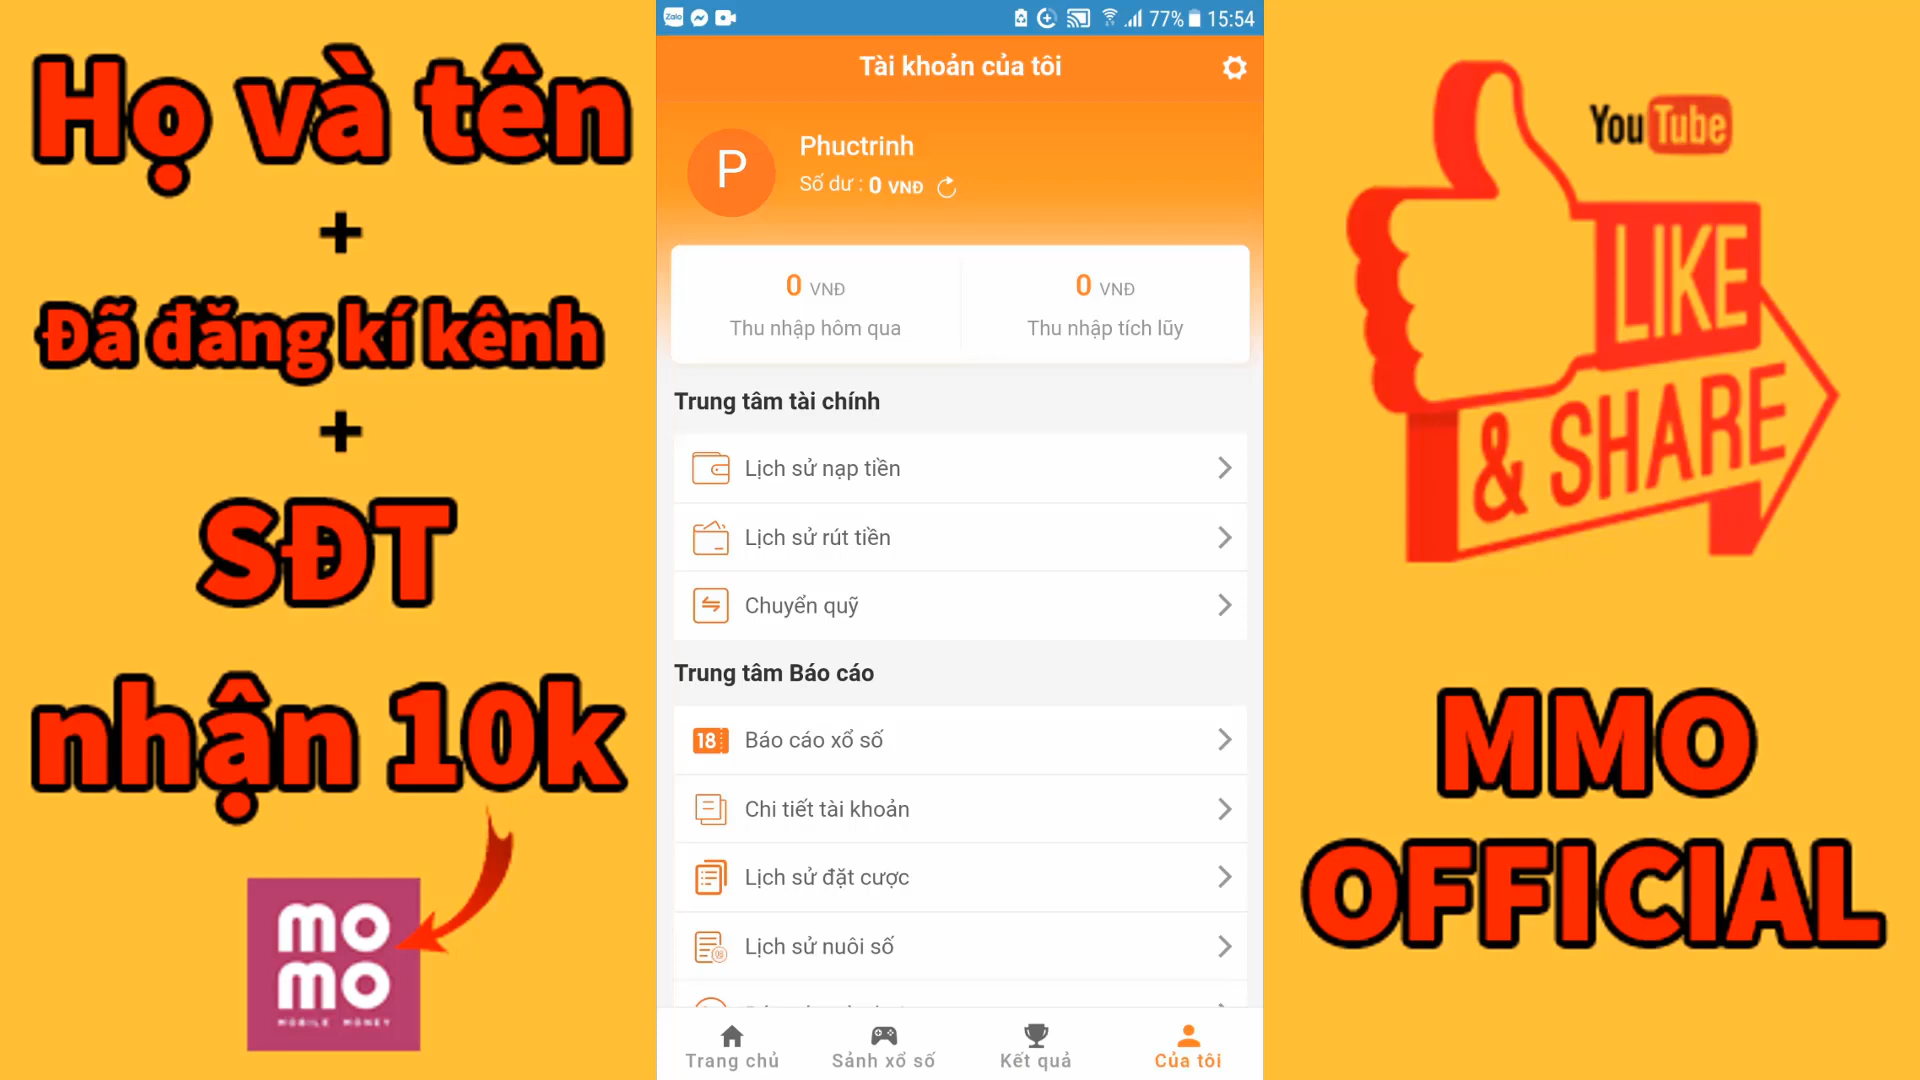 Họ và tên
+
Đã đăng kí kênh
+
SĐT
nhận 10k
mo
mo
MOBILE MONEY
Zalo
77% 15:54
Tài khoản của tôi
P
Phuctrinh
Số dư : 0 VNĐ
0 VNĐ
Thu nhập hôm qua
0 VNĐ
Thu nhập tích lũy
Trung tâm tài chính
Lịch sử nạp tiền
Lịch sử rút tiền
Chuyển quỹ
Trung tâm Báo cáo
18
Báo cáo xổ số
Chi tiết tài khoản
Lịch sử đặt cược
Lịch sử nuôi số
Trang chủ
Sảnh xổ số
Kết quả
Của tôi
YouTube
LIKE
& SHARE
MMO
OFFICIAL